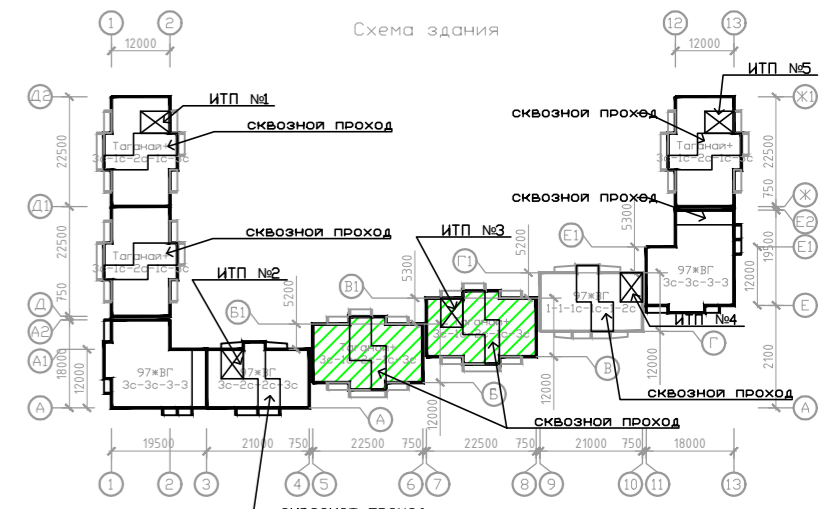 1 2 12 13
Схема здания
12000 12000
ИТП №1 ИТП №5
Д2 Ж1
сквозной проход сквозной проход
22500 Таганай+ Таганай+ 22500
3с-1с-2с-1с-3с 3с-1с-2с-1с-3с
750
сквозной проход
Д1 Ж
Е2
сквозной проход ИТП №3 Е1 5300
22500 Таганай+ 19500 Е1
3с-1с-2с-1с-3с
ИТП №2 Г1 5200
В1 5300 97*ВГ 97*ВГ 12000
750 Б1 5200 1-1-1с-1с-2с 3с-3с-3-3
Д Е
А2 Таганай+ ИТП №4
Таганай+ Г
А1 18000 12000 97*ВГ 97*ВГ В 12000 2100
3с-3с-3-3 3с-2с-2с-3с
Б 12000 сквозной проход
А А 12000 А
сквозной проход
19500 21000 750 22500 750 22500 750 21000 750 18000
1 2 3 4 5 6 7 8 9 10 11 13